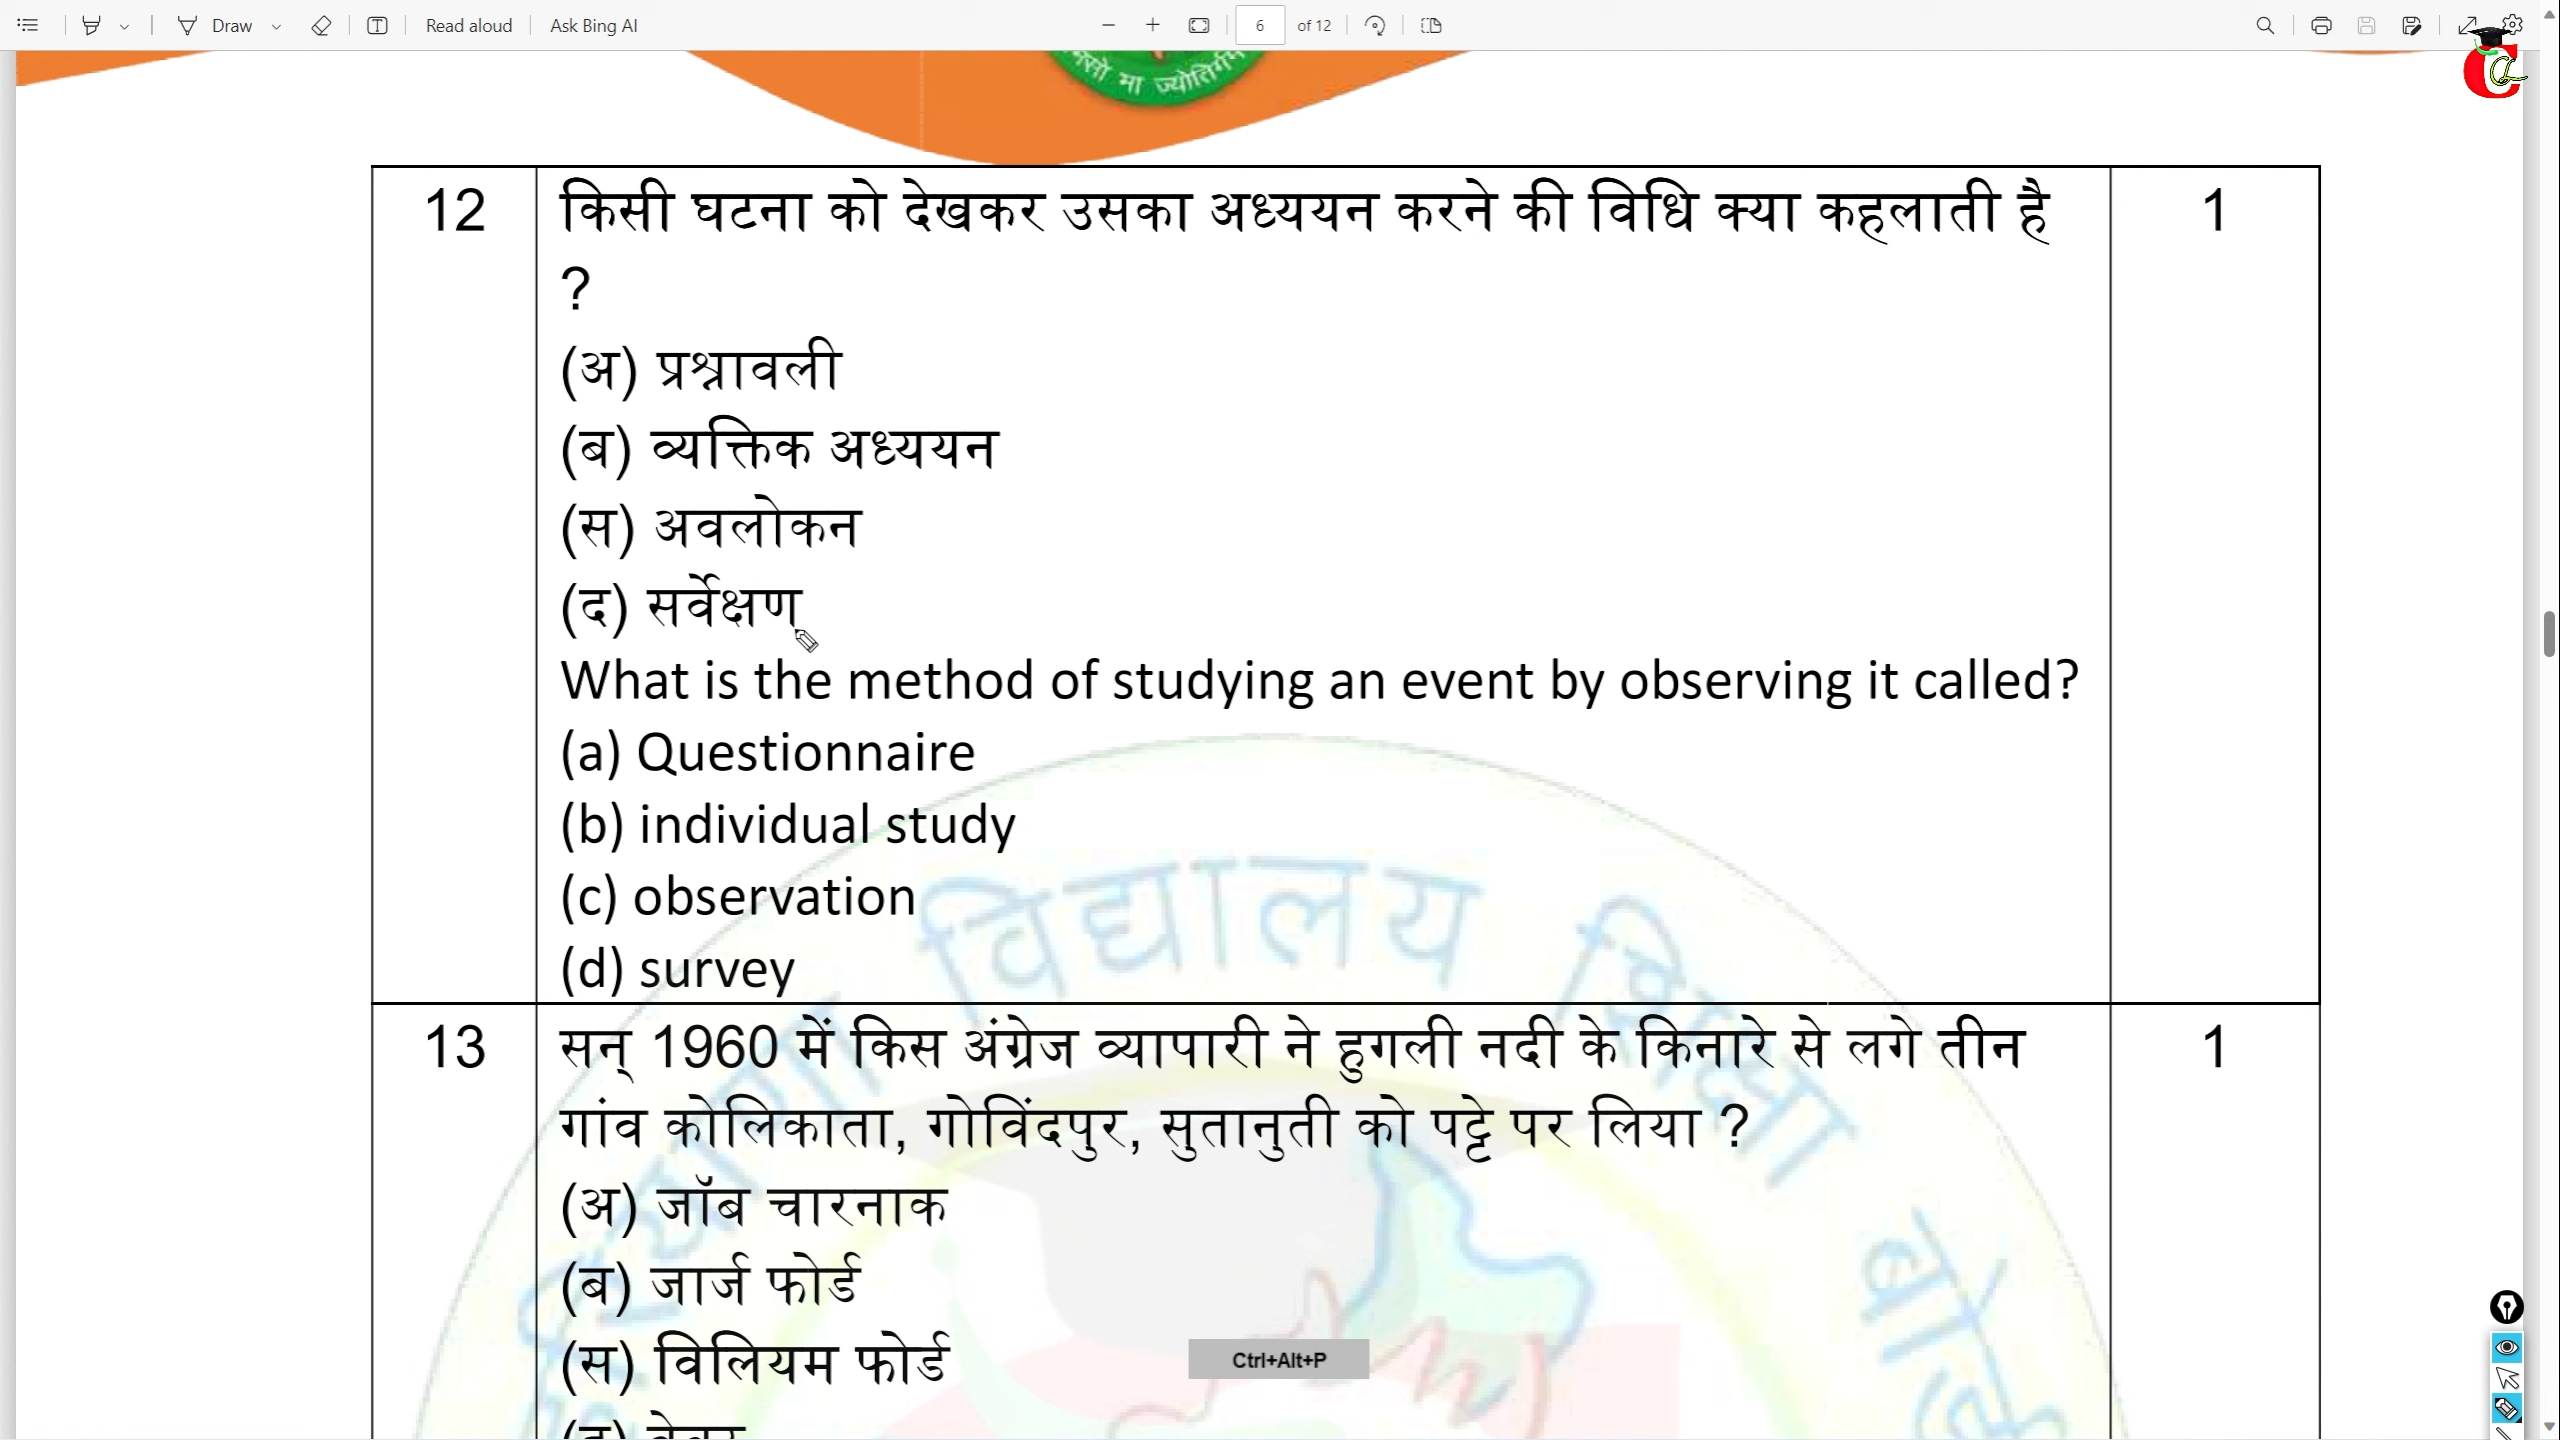 Draw
Read aloud
Ask Bing AI
6
of 12
मसो मा ज्योतिर्गम
12
किसी घटना को देखकर उसका अध्ययन करने की विधि क्या कहलाती है
?
1
(अ) प्रश्नावली
(ब) व्यक्तिक अध्ययन
(स) अवलोकन
(द) सर्वेक्षण
What is the method of studying an event by observing it called?
(a) Questionnaire
(b) individual study
(c) observation
(d) survey
विद्यालय शिक्षा बोर्ड
13
सन् 1960 में किस अंग्रेज व्यापारी ने हुगली नदी के किनारे से लगे तीन
1
गांव कोलिकाता, गोविंदपुर, सुतानुती को पट्टे पर लिया ?
(अ) जॉब चारनाक
(ब) जार्ज फोर्ड
(स) विलियम फोर्ड
Ctrl+Alt+P